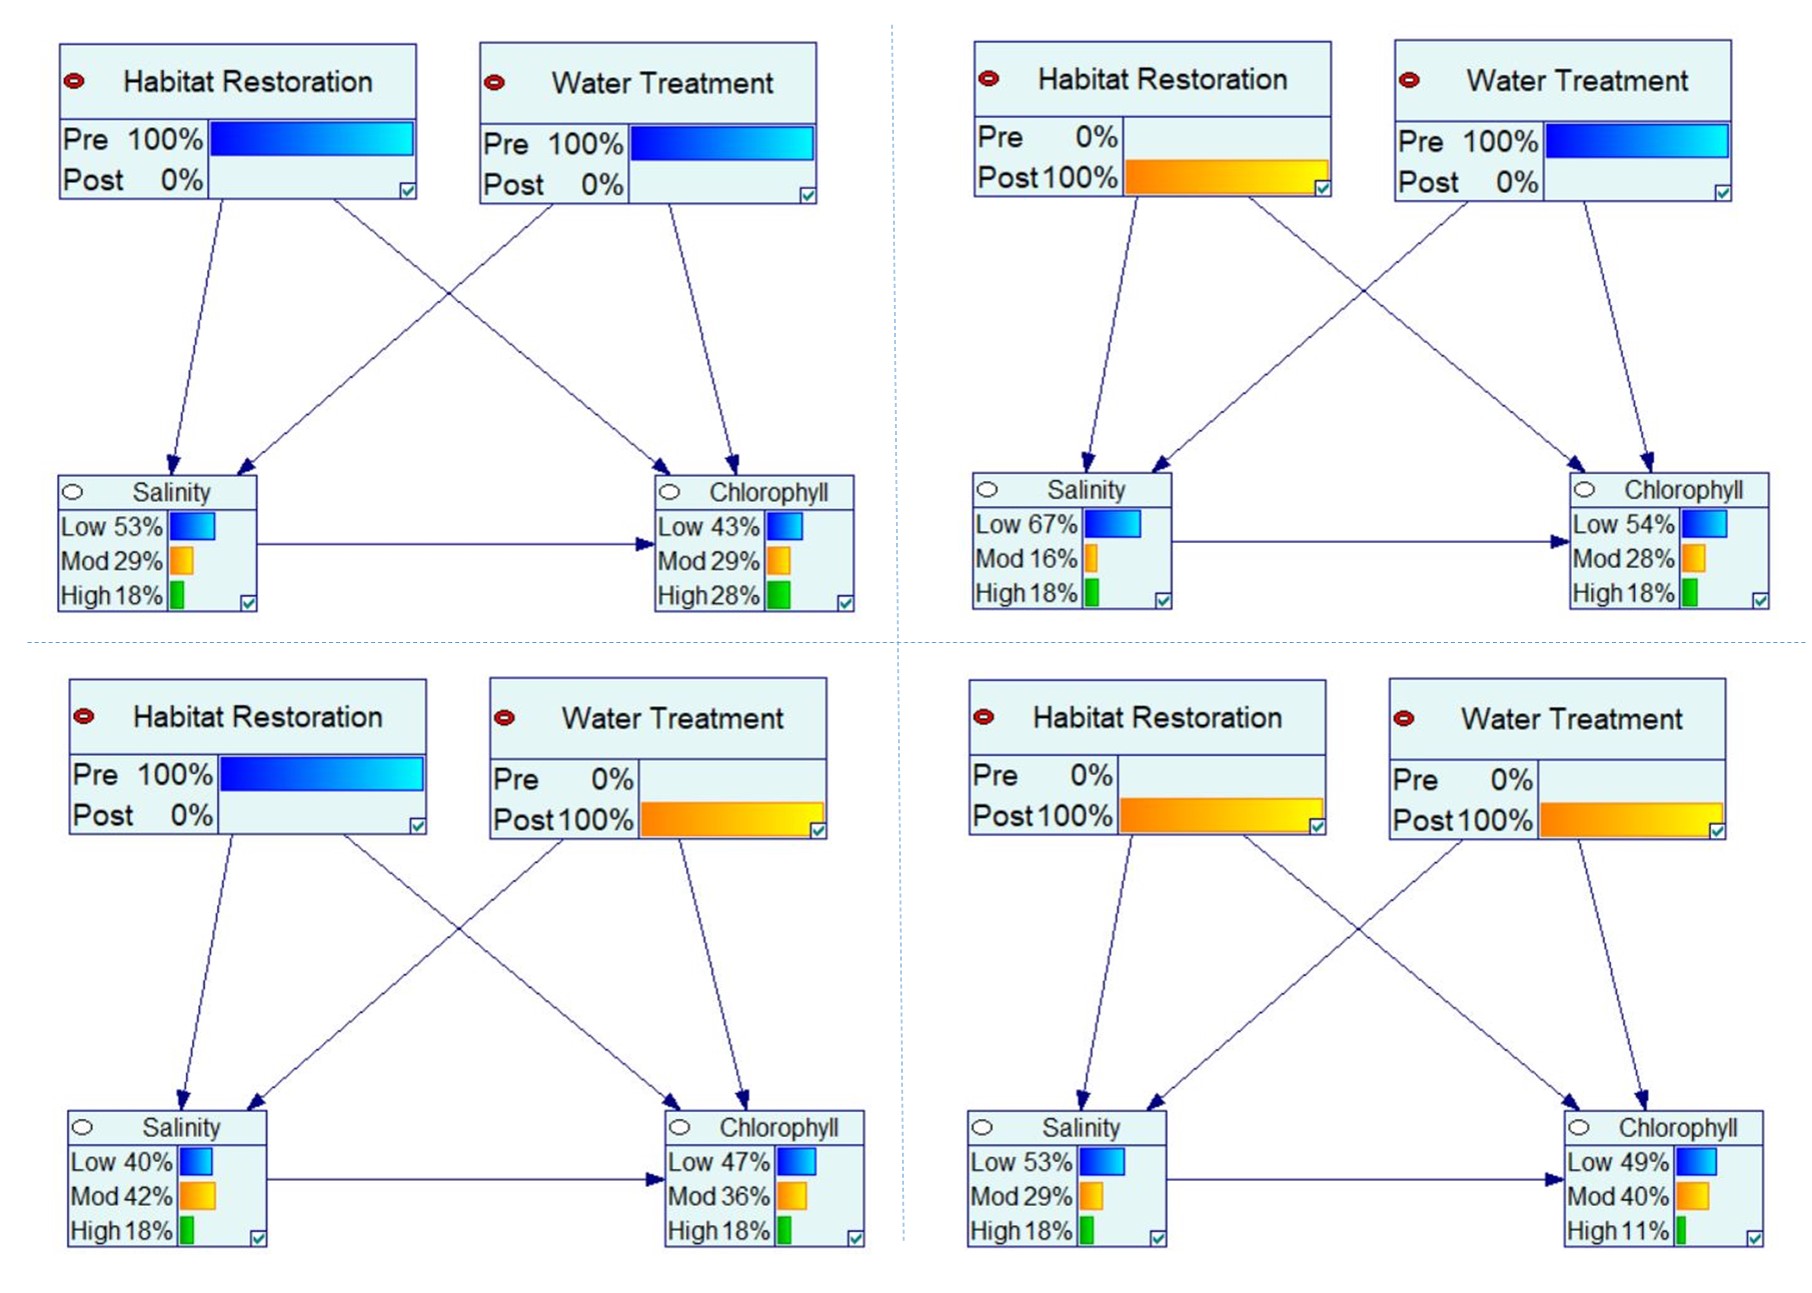 Habitat Restoration
Pre 100%
Post 0%
Water Treatment
Pre 100%
Post 0%
Salinity
Low 53%
Mod 29%
High 18%
Chlorophyll
Low 43%
Mod 29%
High 28%
Habitat Restoration
Pre 0%
Post 100%
Water Treatment
Pre 100%
Post 0%
Salinity
Low 67%
Mod 16%
High 18%
Chlorophyll
Low 54%
Mod 28%
High 18%
Habitat Restoration
Pre 100%
Post 0%
Water Treatment
Pre 0%
Post 100%
Salinity
Low 40%
Mod 42%
High 18%
Chlorophyll
Low 47%
Mod 36%
High 18%
Habitat Restoration
Pre 0%
Post 100%
Water Treatment
Pre 0%
Post 100%
Salinity
Low 53%
Mod 29%
High 18%
Chlorophyll
Low 49%
Mod 40%
High 11%